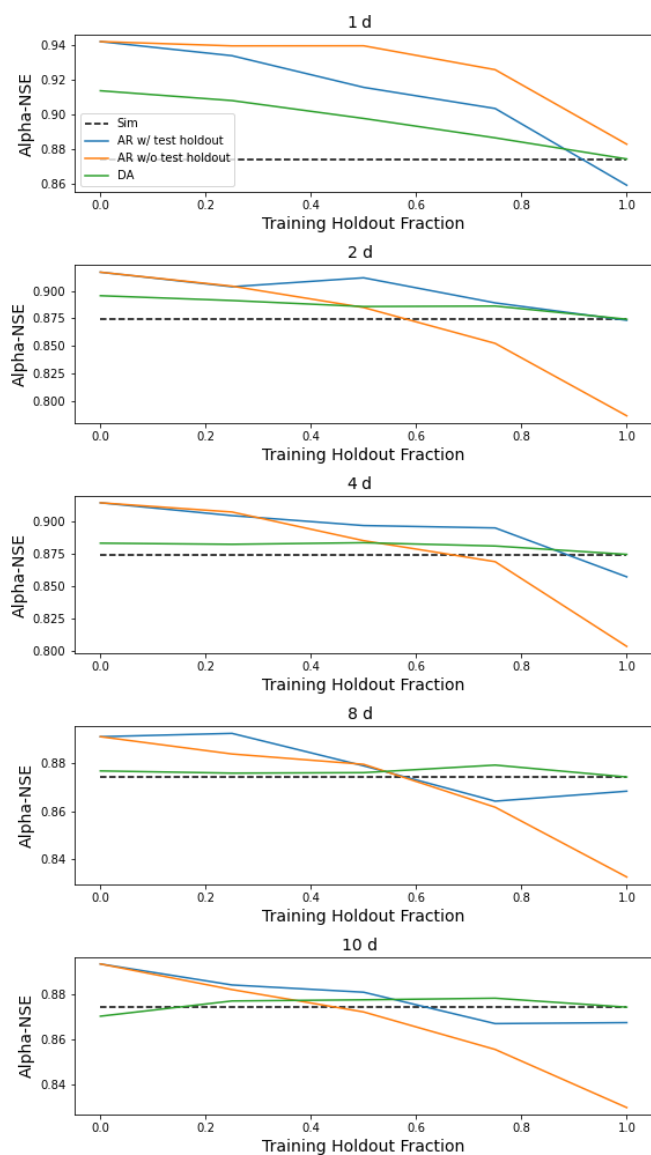 1 d
0.94
0.92
0.90
0.88
0.86
Alpha-NSE
Sim
AR w/ test holdout
AR w/o test holdout
DA
0.0 0.2 0.4 0.6 0.8 1.0
Training Holdout Fraction
2 d
0.900
0.875
0.850
0.825
0.800
Alpha-NSE
0.0 0.2 0.4 0.6 0.8 1.0
Training Holdout Fraction
4 d
0.900
0.875
0.850
0.825
0.800
Alpha-NSE
0.0 0.2 0.4 0.6 0.8 1.0
Training Holdout Fraction
8 d
0.88
0.86
0.84
Alpha-NSE
0.0 0.2 0.4 0.6 0.8 1.0
Training Holdout Fraction
10 d
0.88
0.86
0.84
Alpha-NSE
0.0 0.2 0.4 0.6 0.8 1.0
Training Holdout Fraction